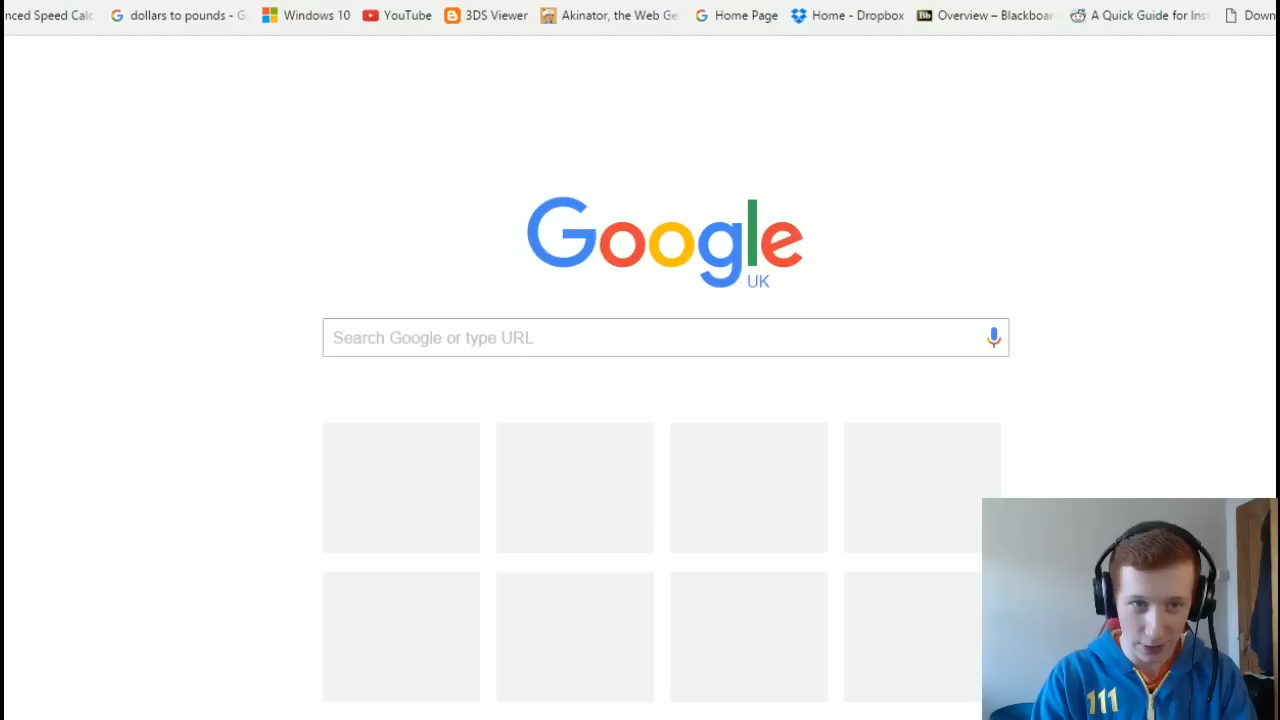 nced Speed Calc dollars to pounds - G Windows 10 YouTube 3DS Viewer Akinator, the Web Ge Home Page Home - Dropbox Overview – Blackboar A Quick Guide for Ins Down
Google
UK
Search Google or type URL
111